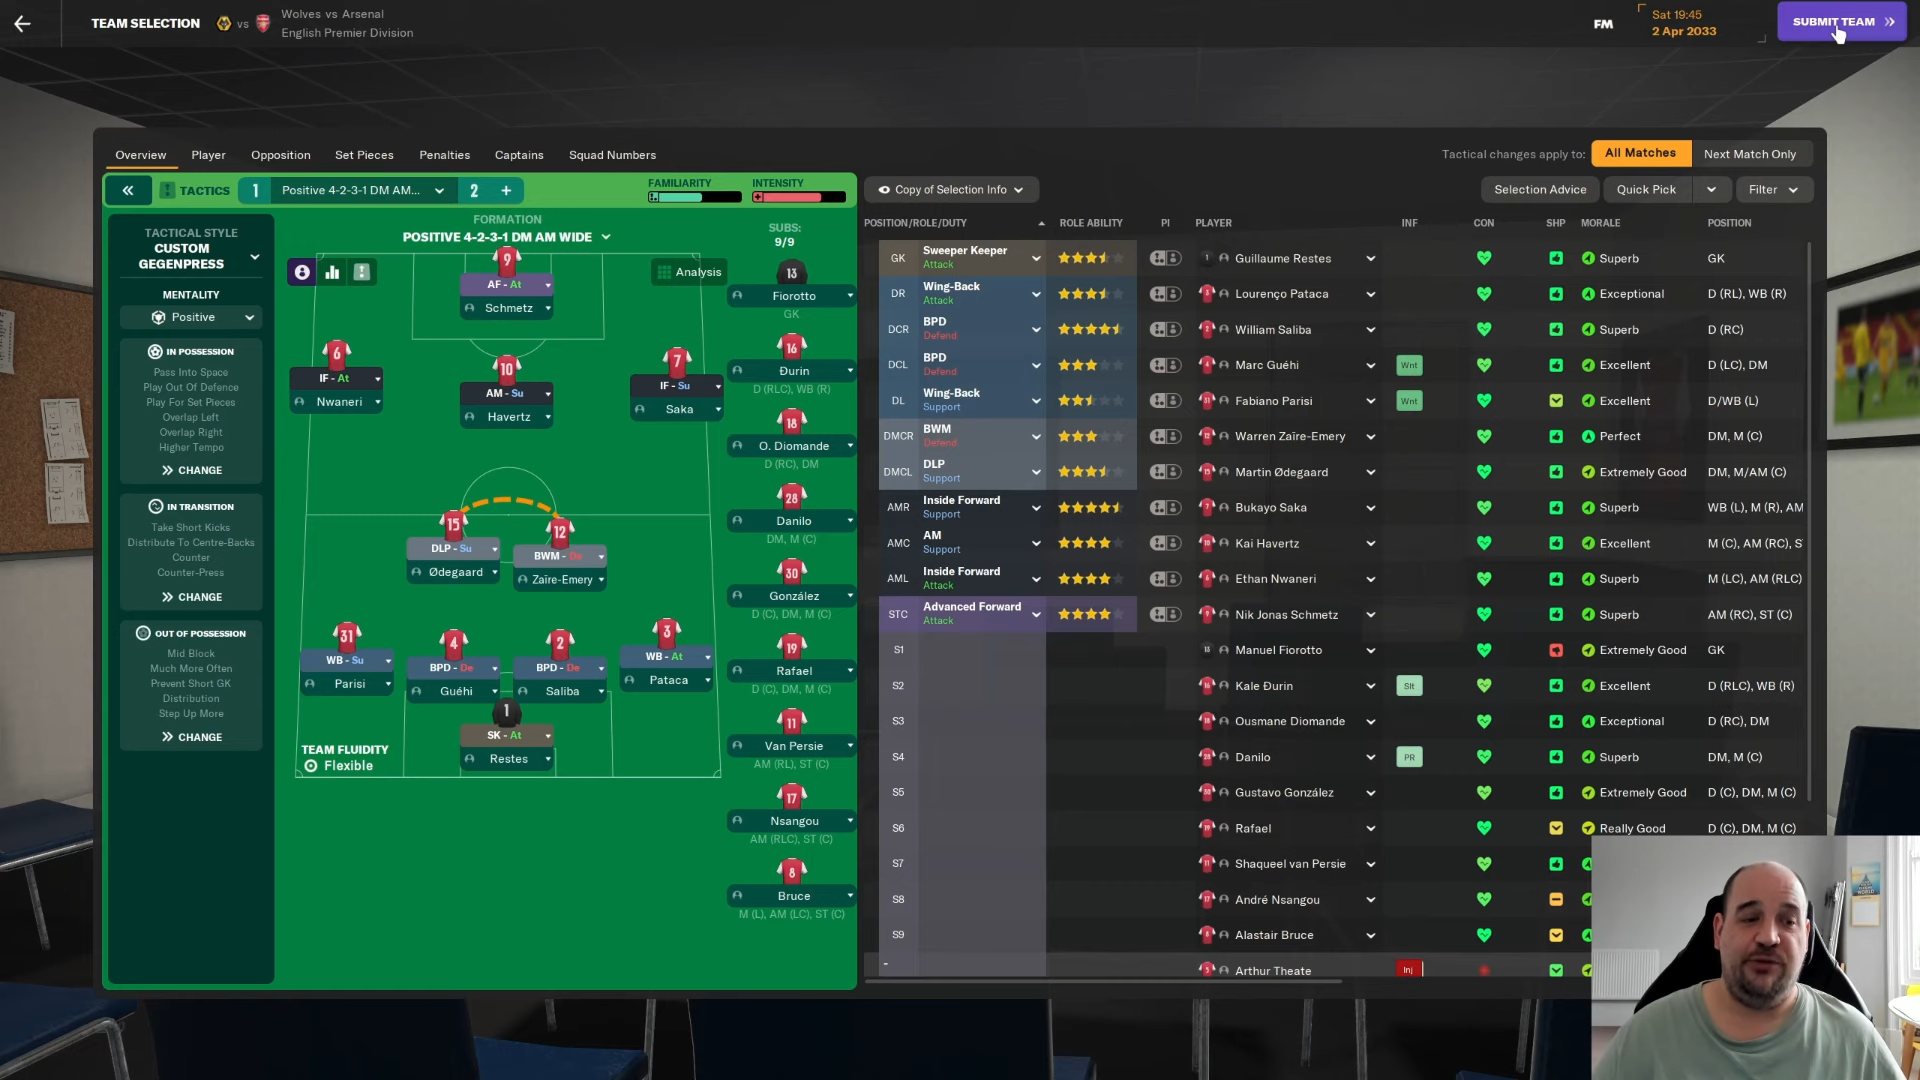 TEAM SELECTION
vs
Wolves vs Arsenal
English Premier Division
FM
Sat 19:45
2 Apr 2033
SUBMIT TEAM
Overview
Player
Opposition
Set Pieces
Penalties
Captains
Squad Numbers
Tactical changes apply to:
All Matches
Next Match Only
TACTICS
1
Positive 4-2-3-1 DM AM...
2
+
FAMILIARITY
INTENSITY
Copy of Selection Info
Selection Advice
Quick Pick
Filter
TACTICAL STYLE
CUSTOM
GEGENPRESS
MENTALITY
Positive
IN POSSESSION
Pass Into Space
Play Out Of Defence
Play For Set Pieces
Overlap Left
Overlap Right
Higher Tempo
CHANGE
IN TRANSITION
Take Short Kicks
Distribute To Centre-Backs
Counter
Counter-Press
CHANGE
OUT OF POSSESSION
Mid Block
Much More Often
Prevent Short GK
Distribution
Step Up More
CHANGE
FORMATION
POSITIVE 4-2-3-1 DM AM WIDE
Analysis
9
AF - At
Schmetz
6
IF - At
Nwaneri
10
AM - Su
Havertz
7
IF - Su
Saka
15
DLP - Su
Ødegaard
12
BWM - De
Zaïre-Emery
31
WB - Su
Parisi
4
BPD - De
Guéhi
2
BPD - De
Saliba
3
WB - At
Pataca
1
SK - At
Restes
TEAM FLUIDITY
Flexible
SUBS:
9/9
13
Fiorotto
GK
16
Đurin
D (RLC), WB (R)
18
O. Diomande
D (RC), DM
28
Danilo
DM, M (C)
30
González
D (C), DM, M (C)
19
Rafael
D (C), DM, M (C)
11
Van Persie
AM (RL), ST (C)
17
Nsangou
AM (RLC), ST (C)
8
Bruce
M (L), AM (LC), ST (C)
POSITION/ROLE/DUTY ROLE ABILITY PI PLAYER INF CON SHP MORALE POSITION
GK Sweeper Keeper Attack Guillaume Restes Superb GK
DR Wing-Back Attack Lourenço Pataca Exceptional D (RL), WB (R)
DCR BPD Defend William Saliba Superb D (RC)
DCL BPD Defend Marc Guéhi Wnt Excellent D (LC), DM
DL Wing-Back Support Fabiano Parisi Wnt Excellent D/WB (L)
DMCR BWM Defend Warren Zaïre-Emery Perfect DM, M (C)
DMCL DLP Support Martin Ødegaard Extremely Good DM, M/AM (C)
AMR Inside Forward Support Bukayo Saka Superb WB (L), M (R), AM
AMC AM Support Kai Havertz Excellent M (C), AM (RC), S
AML Inside Forward Attack Ethan Nwaneri Superb M (LC), AM (RLC)
STC Advanced Forward Attack Nik Jonas Schmetz Superb AM (RC), ST (C)
S1 Manuel Fiorotto Extremely Good GK
S2 Kale Đurin Slt Excellent D (RLC), WB (R)
S3 Ousmane Diomande Exceptional D (RC), DM
S4 Danilo PR Superb DM, M (C)
S5 Gustavo González Extremely Good D (C), DM, M (C)
S6 Rafael Really Good D (C), DM, M (C)
S7 Shaqueel van Persie
S8 André Nsangou
S9 Alastair Bruce
- Arthur Theate Inj